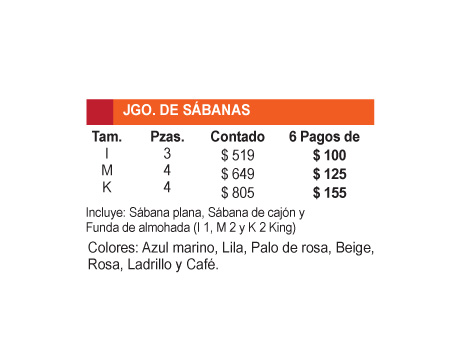 JGO. DE SÁBANAS
Tam. Pzas. Contado 6 Pagos de
I 3 $ 519 $ 100
M 4 $ 649 $ 125
K 4 $ 805 $ 155
Incluye: Sábana plana, Sábana de cajón y
Funda de almohada (I 1, M 2 y K 2 King)
Colores: Azul marino, Lila, Palo de rosa, Beige,
Rosa, Ladrillo y Café.